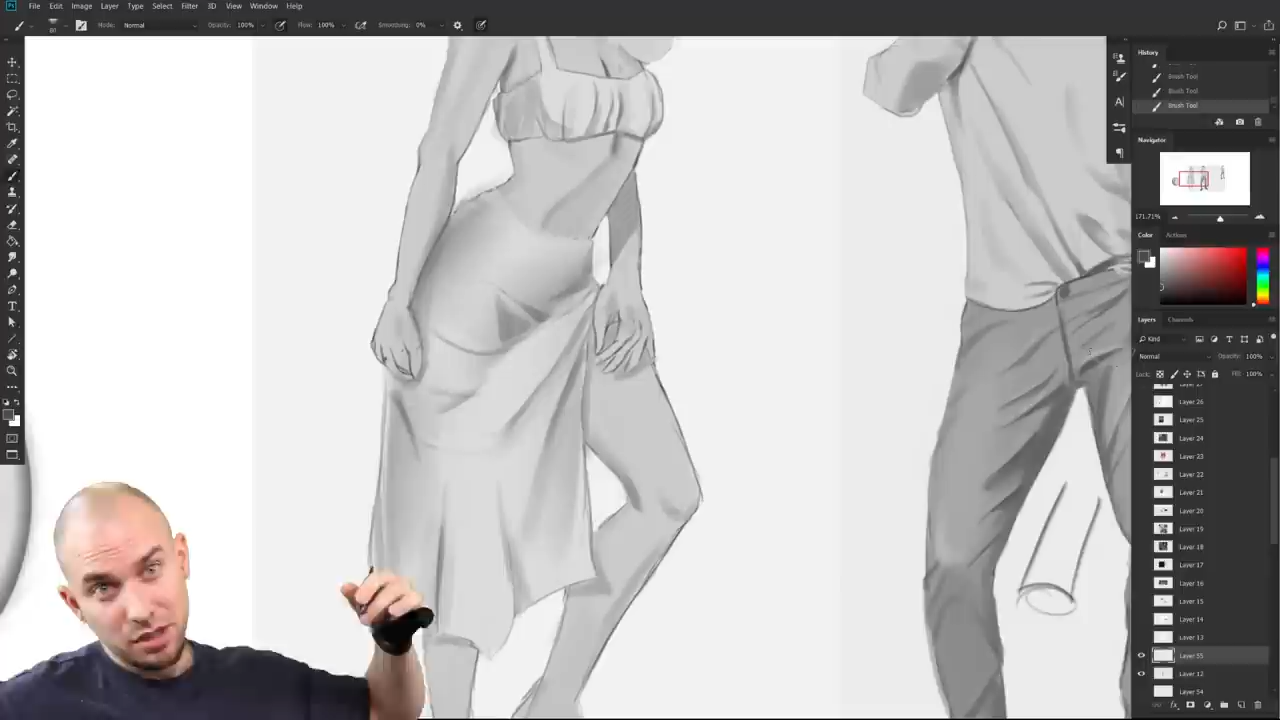 Ps File Edit Image Layer Type Select Filter 3D View Window Help
80 Mode: Normal Opacity: 100% Flow: 100% Smoothing: 0%
History
Brush Tool
Brush Tool
Brush Tool
Navigator
171.71%
Color Actions
Layers Channels
Kind
Normal Opacity: 100%
Lock: Fill: 100%
Layer 26
Layer 25
Layer 24
Layer 23
Layer 22
Layer 21
Layer 20
Layer 19
Layer 18
Layer 17
Layer 16
Layer 15
Layer 14
Layer 13
Layer 55
Layer 12
Layer 54